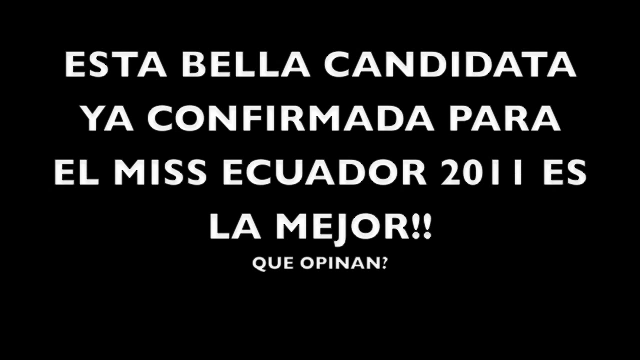 ESTA BELLA CANDIDATA
YA CONFIRMADA PARA
EL MISS ECUADOR 2011 ES
LA MEJOR!!
QUE OPINAN?